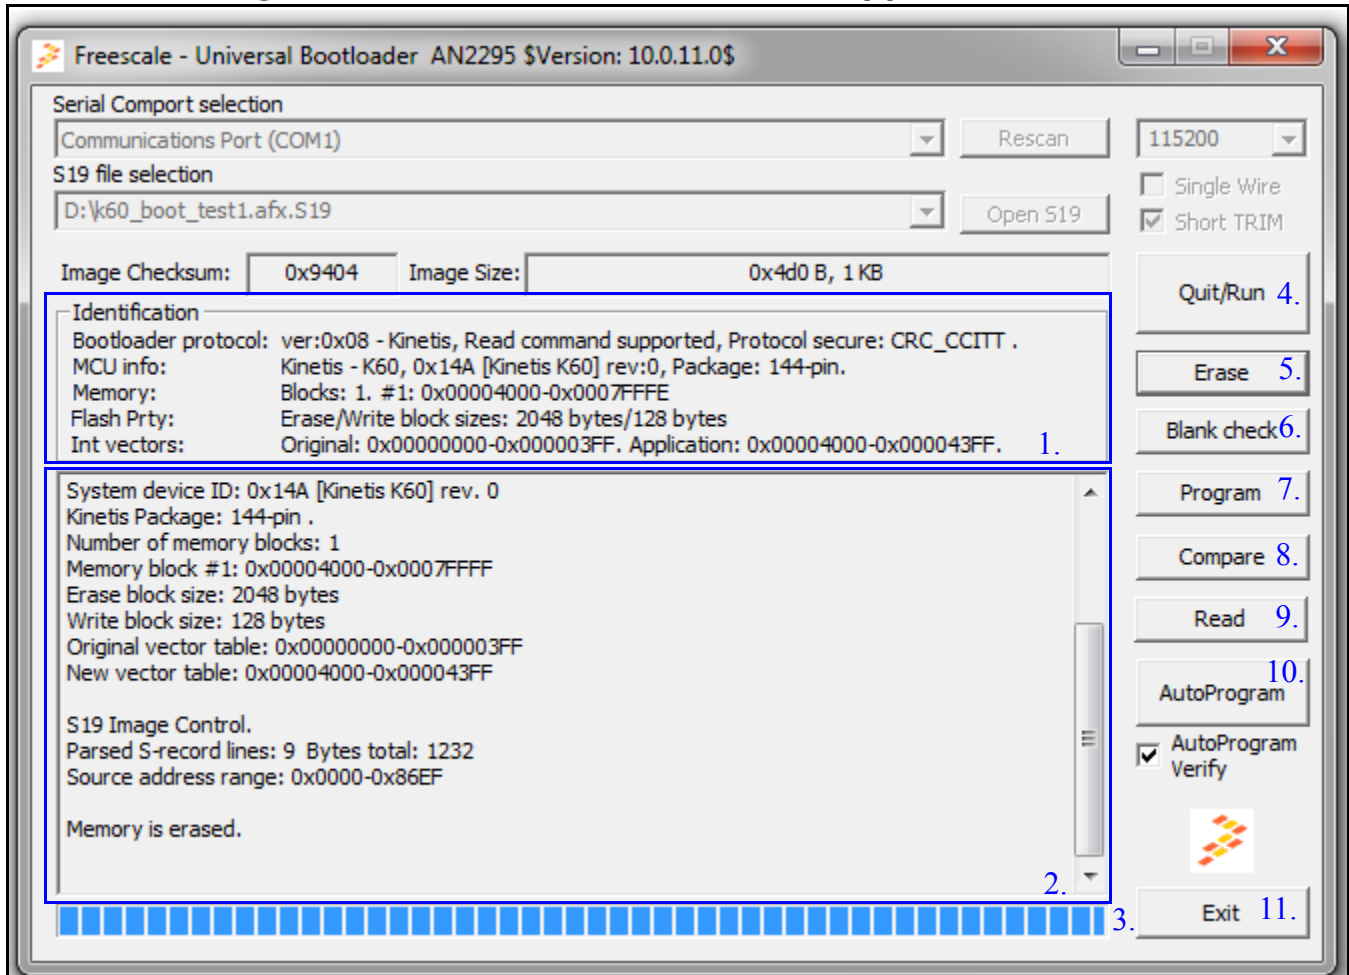 Freescale - Universal Bootloader AN2295 $Version: 10.0.11.0$
Serial Comport selection
Communications Port (COM1)
Rescan
115200
S19 file selection
Single Wire
D:\k60_boot_test1.afx.S19
Open S19
Short TRIM
Image Checksum: 0x9404 Image Size: 0x4d0 B, 1 KB
Quit/Run 4.
Identification
Bootloader protocol: ver:0x08 - Kinetis, Read command supported, Protocol secure: CRC_CCITT .
MCU info: Kinetis - K60, 0x14A [Kinetis K60] rev:0, Package: 144-pin.
Memory: Blocks: 1. #1: 0x00004000-0x0007FFFE
Flash Prty: Erase/Write block sizes: 2048 bytes/128 bytes
Int vectors: Original: 0x00000000-0x000003FF. Application: 0x00004000-0x000043FF.
1.
Erase 5.
Blank check 6.
System device ID: 0x14A [Kinetis K60] rev. 0
Kinetis Package: 144-pin .
Number of memory blocks: 1
Memory block #1: 0x00004000-0x0007FFFF
Erase block size: 2048 bytes
Write block size: 128 bytes
Original vector table: 0x00000000-0x000003FF
New vector table: 0x00004000-0x000043FF
S19 Image Control.
Parsed S-record lines: 9 Bytes total: 1232
Source address range: 0x0000-0x86EF
Memory is erased.
2.
Program 7.
Compare 8.
Read 9.
10.
AutoProgram
AutoProgram
Verify
3.
Exit 11.